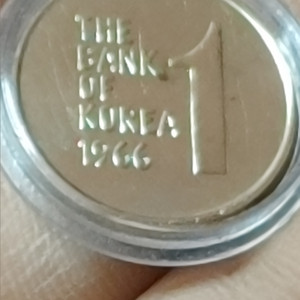 THE
BANK
OF
KOREA
1966
1